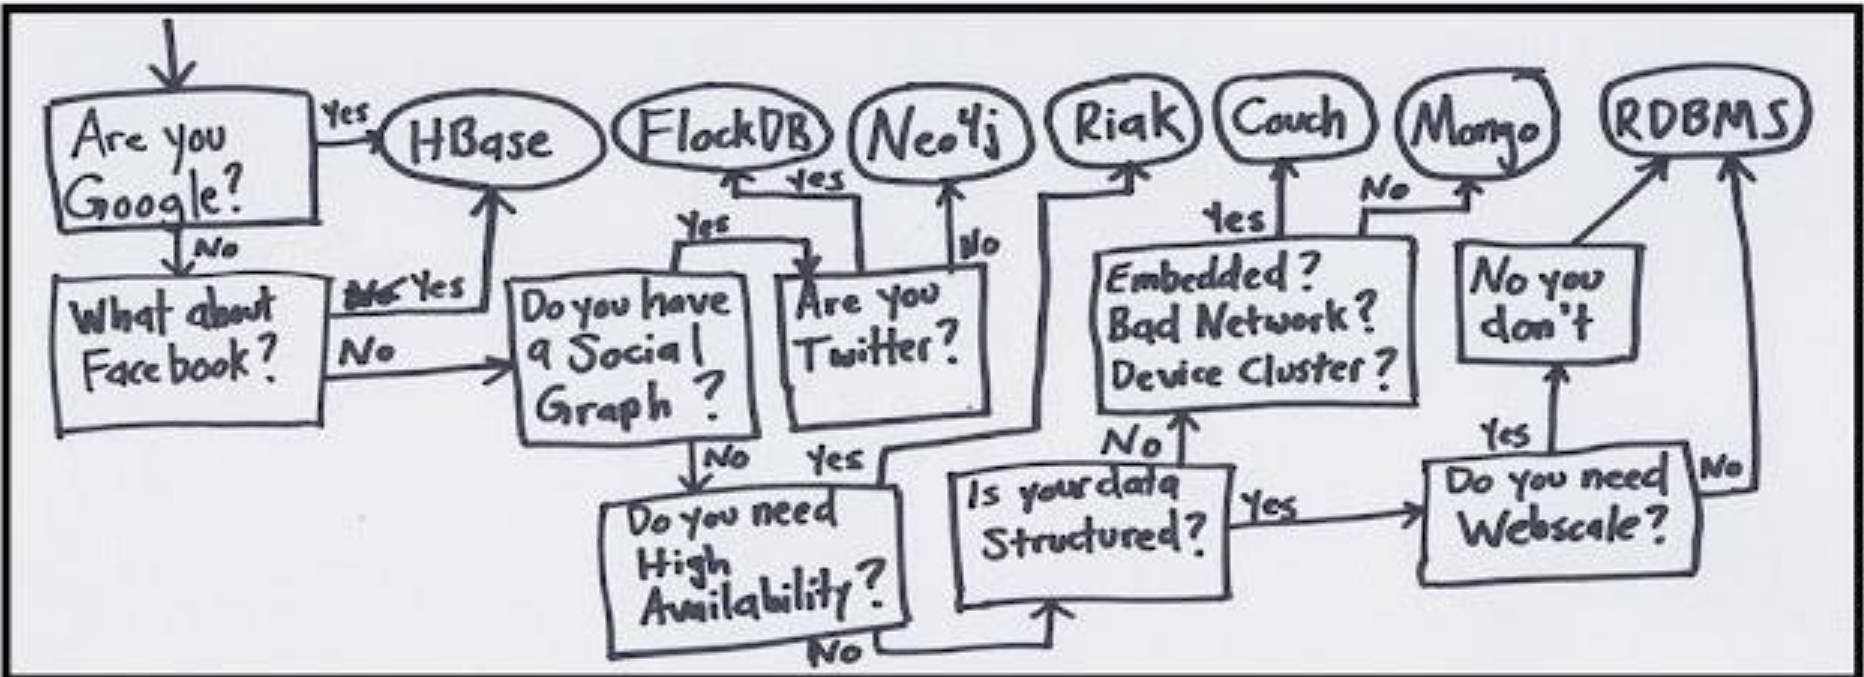 Are you
Google?
Yes
HBase
FlockDB
Neo4j
Riak
Couch
Mongo
RDBMS
No
What about
Facebook?
No Yes
No
Do you have
a Social
Graph ?
Yes
Are you
Twitter?
Yes
No
No
Do you need
High
Availability?
Yes
No
Is your data
Structured?
No
Yes
Embedded?
Bad Network?
Device Cluster?
Yes
No
Do you need
Webscale?
Yes
No
No you
don't